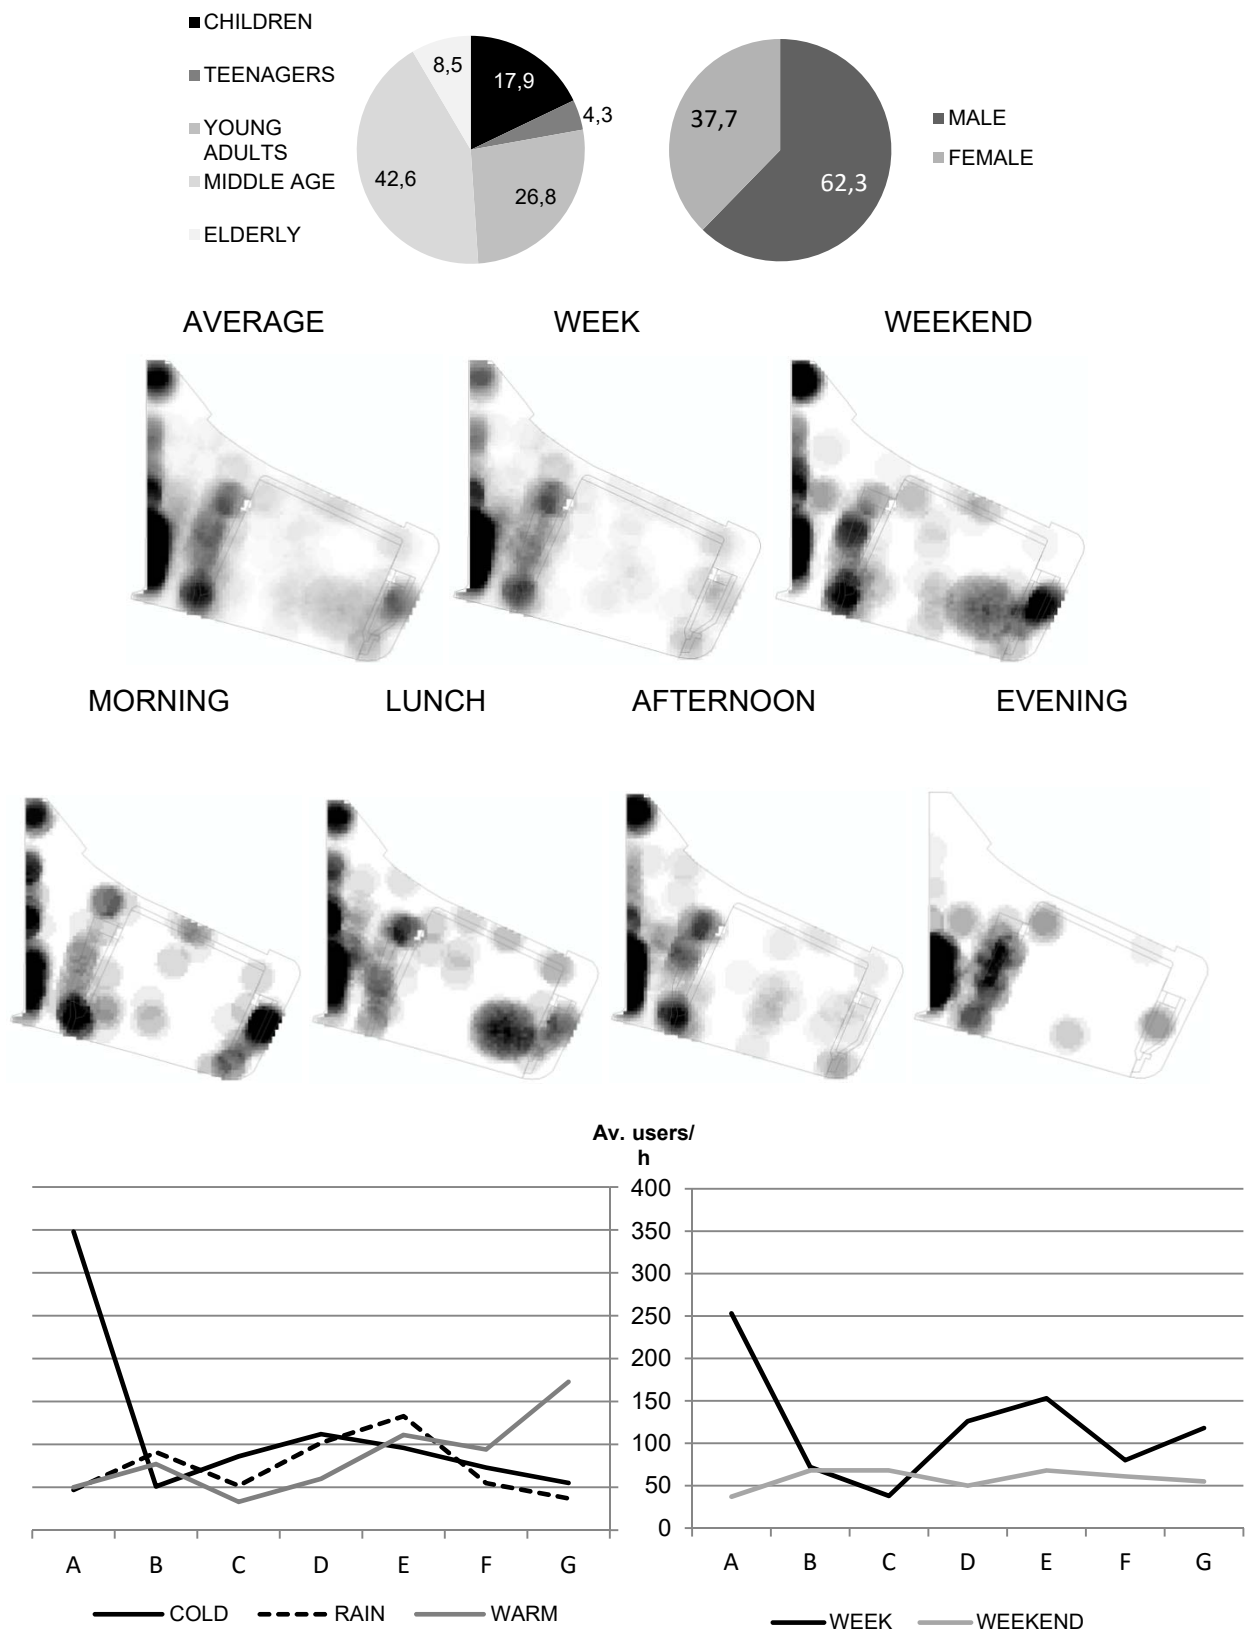 CHILDREN
TEENAGERS
YOUNG
ADULTS
MIDDLE AGE
ELDERLY
8,5
17,9
4,3
42,6
26,8
37,7
62,3
MALE
FEMALE
AVERAGE WEEK WEEKEND
MORNING LUNCH AFTERNOON EVENING
Av. users/
h
400
350
300
250
200
150
100
50
0
A B C D E F G
COLD RAIN WARM
A B C D E F G
WEEK WEEKEND